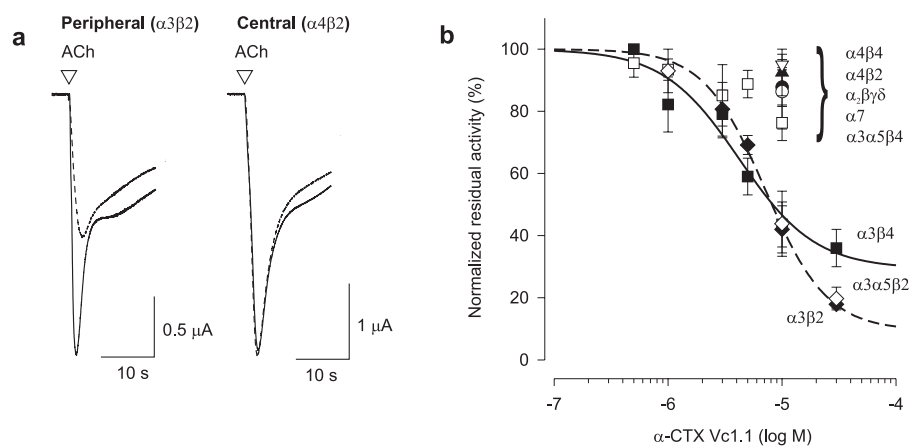 a
Peripheral (α3β2)
Central (α4β2)
ACh
ACh
0.5 μA
10 s
1 μA
10 s
b
Normalized residual activity (%)
100
80
60
40
20
0
-7
-6
-5
-4
α-CTX Vc1.1 (log M)
α4β4
α4β2
α₂βγδ
α7
α3α5β4
α3β4
α3α5β2
α3β2